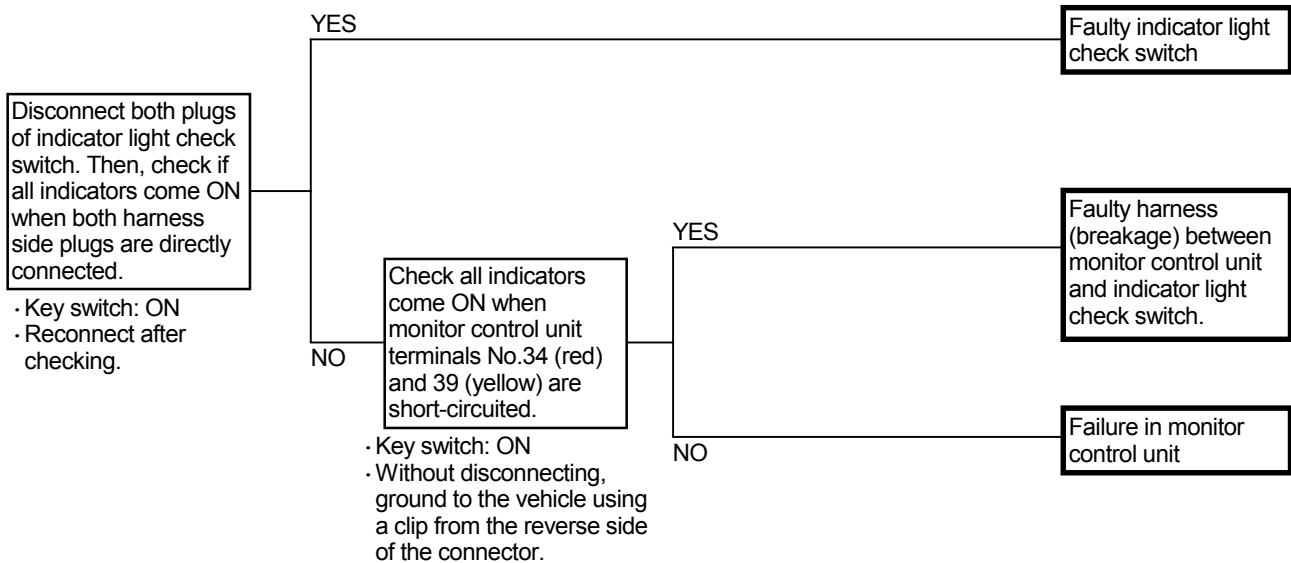 YES
Faulty indicator light
check switch
Disconnect both plugs
of indicator light check
switch. Then, check if
all indicators come ON
when both harness
side plugs are directly
connected.
· Key switch: ON
· Reconnect after
checking.
NO
Check all indicators
come ON when
monitor control unit
terminals No.34 (red)
and 39 (yellow) are
short-circuited.
· Key switch: ON
· Without disconnecting,
ground to the vehicle using
a clip from the reverse side
of the connector.
YES
Faulty harness
(breakage) between
monitor control unit
and indicator light
check switch.
NO
Failure in monitor
control unit